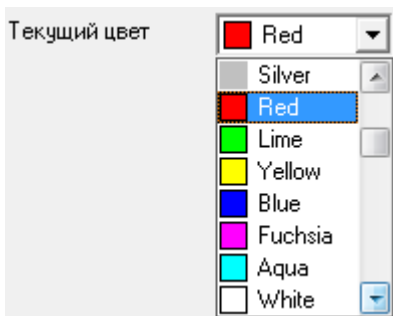 Текущий цвет Red
Silver
Red
Lime
Yellow
Blue
Fuchsia
Aqua
White